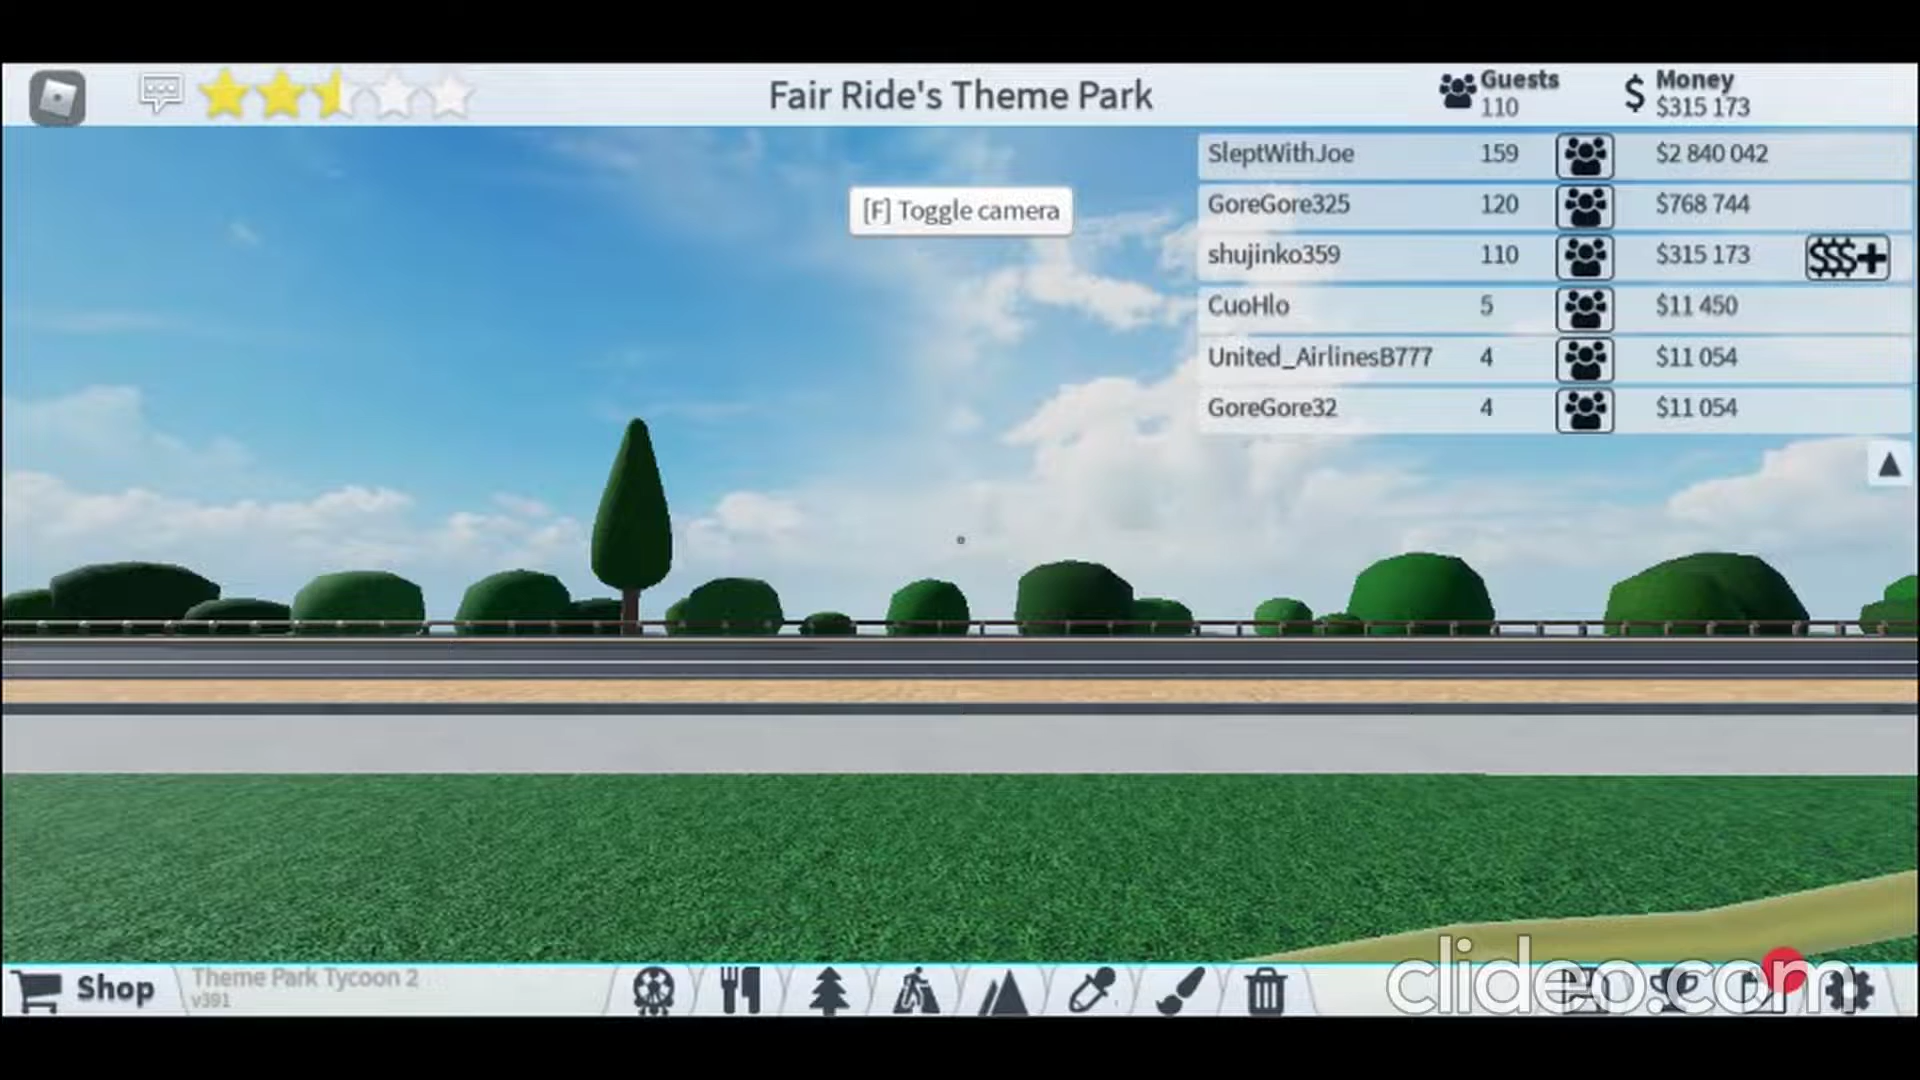 Fair Ride's Theme Park
Guests
110
$ Money
$315 173
SleptWithJoe 159 $2 840 042
[F] Toggle camera
GoreGore325 120 $768 744
shujinko359 110 $315 173 $$$+
CuoHlo 5 $11 450
United_AirlinesB777 4 $11 054
GoreGore32 4 $11 054
Shop
Theme Park Tycoon 2
v391
clideo.com